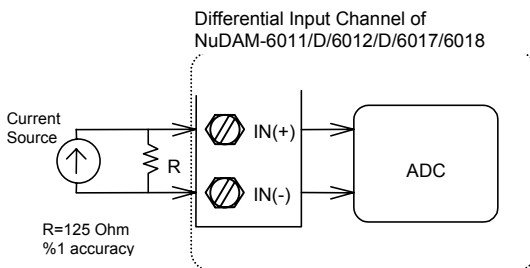 Differential Input Channel of
NuDAM-6011/D/6012/D/6017/6018
Current
Source
IN(+)
R
ADC
IN(-)
R=125 Ohm
%1 accuracy